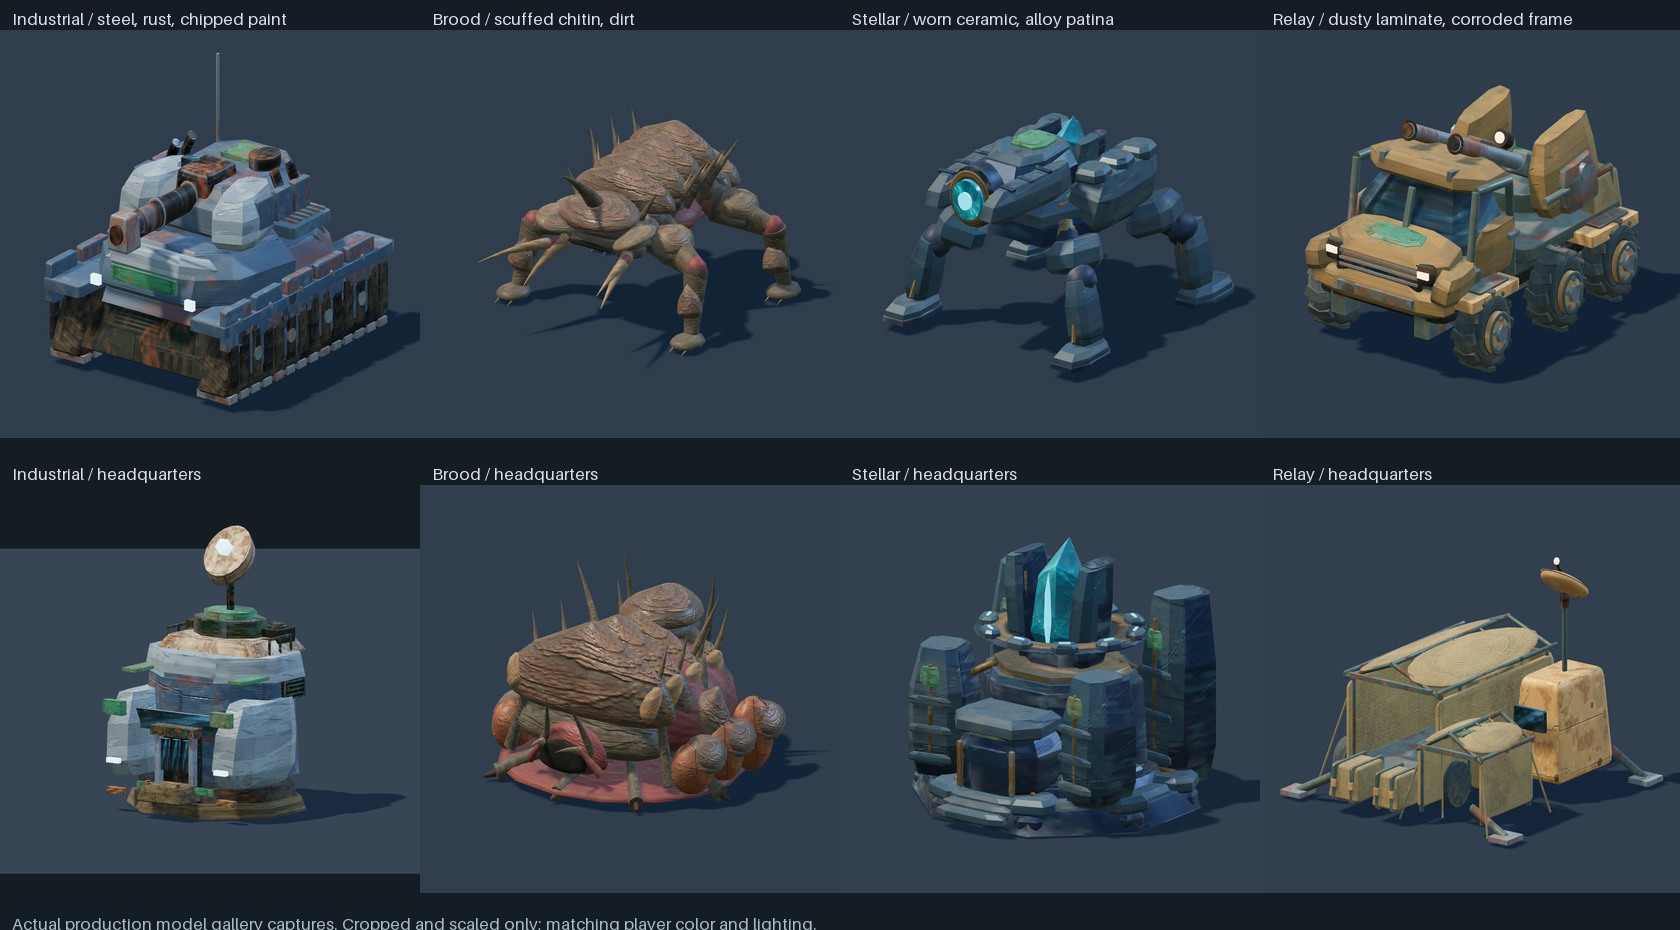 Industrial / steel, rust, chipped paint
Brood / scuffed chitin, dirt
Stellar / worn ceramic, alloy patina
Relay / dusty laminate, corroded frame
Industrial / headquarters
Brood / headquarters
Stellar / headquarters
Relay / headquarters
Actual production model gallery captures. Cropped and scaled only; matching player color and lighting.